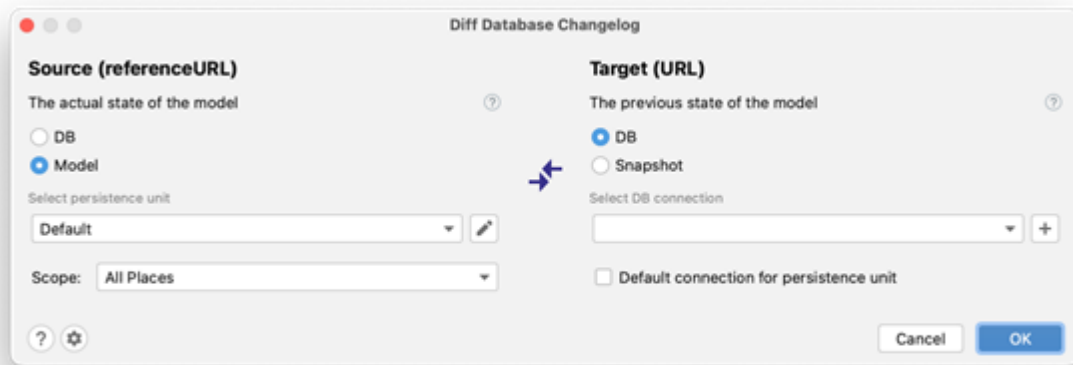 Diff Database Changelog
Source (referenceURL)
The actual state of the model
?
DB
Model
Select persistence unit
Default
Scope:
All Places
Target (URL)
The previous state of the model
?
DB
Snapshot
Select DB connection
+
Default connection for persistence unit
?
Cancel
OK